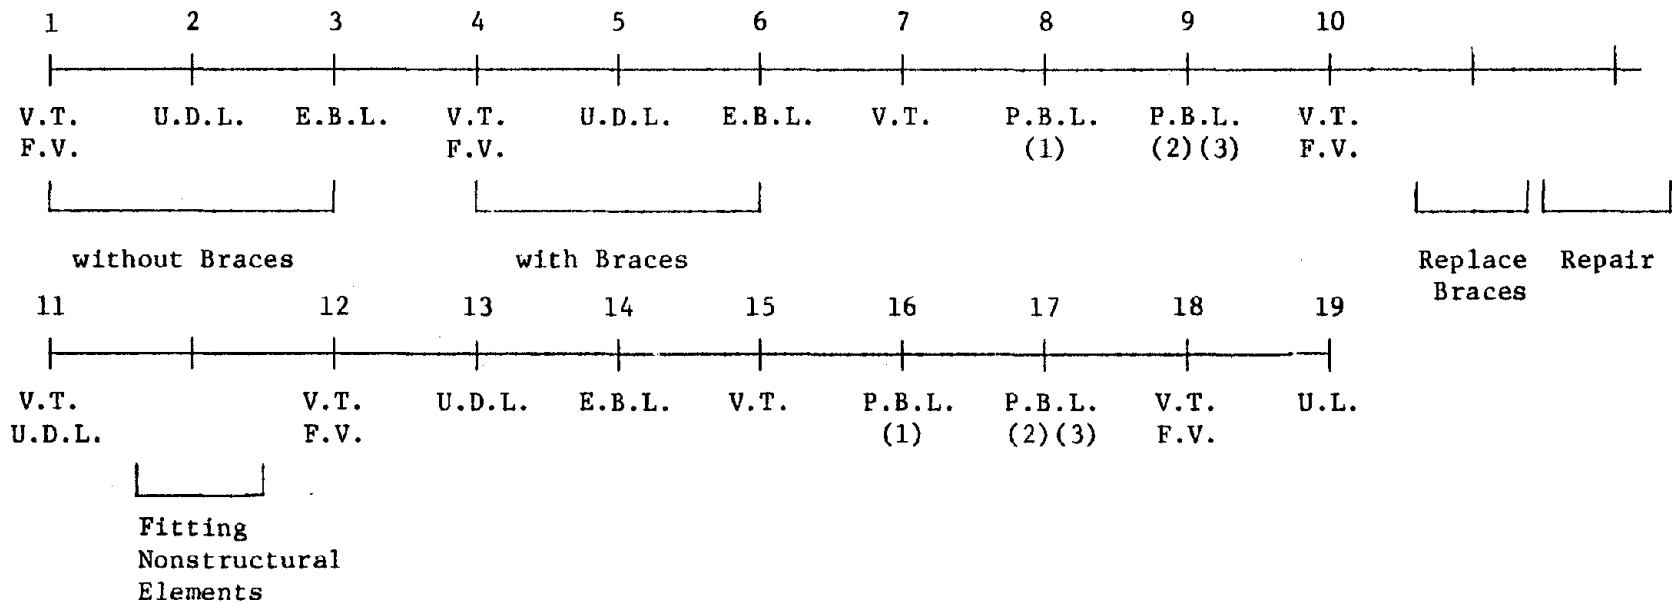 1 2 3 4 5 6 7 8 9 10
V.T. U.D.L. E.B.L. V.T. U.D.L. E.B.L. V.T. P.B.L. P.B.L. V.T.
F.V. F.V. (1) (2)(3) F.V.
without Braces with Braces Replace Repair
Braces
11 12 13 14 15 16 17 18 19
V.T. V.T. U.D.L. E.B.L. V.T. P.B.L. P.B.L. V.T. U.L.
U.D.L. F.V. (1) (2)(3) F.V.
Fitting
Nonstructural
Elements